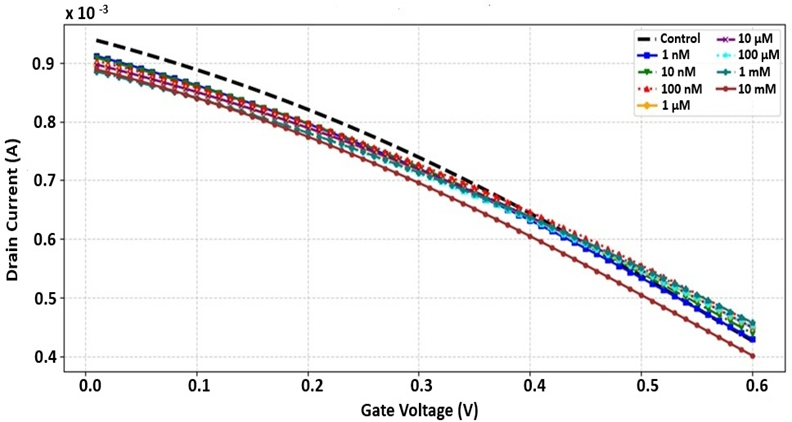 x 10 -3
Control
1 nM
10 nM
100 nM
1 µM
10 µM
100 µM
1 mM
10 mM
Drain Current (A)
0.9
0.8
0.7
0.6
0.5
0.4
0.0 0.1 0.2 0.3 0.4 0.5 0.6
Gate Voltage (V)